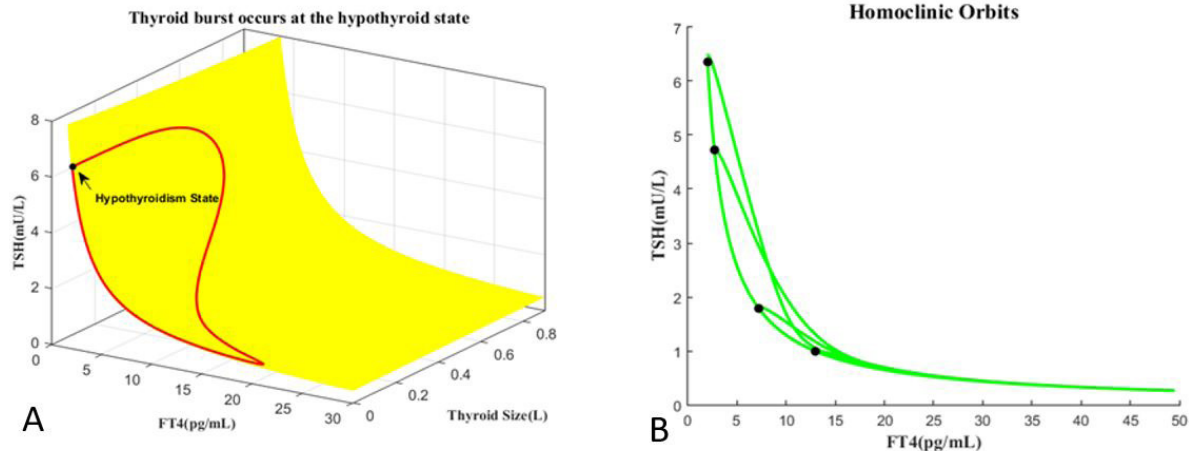 Thyroid burst occurs at the hypothyroid state
8
6
4
2
0
TSH(mU/L)
Hypothyroidism State
0
5
10
15
20
25
30
FT4(pg/mL)
0
0.2
0.4
0.6
0.8
Thyroid Size(L)
A
Homoclinic Orbits
7
6
5
4
3
2
1
0
TSH(mU/L)
0 5 10 15 20 25 30 35 40 45 50
FT4(pg/mL)
B